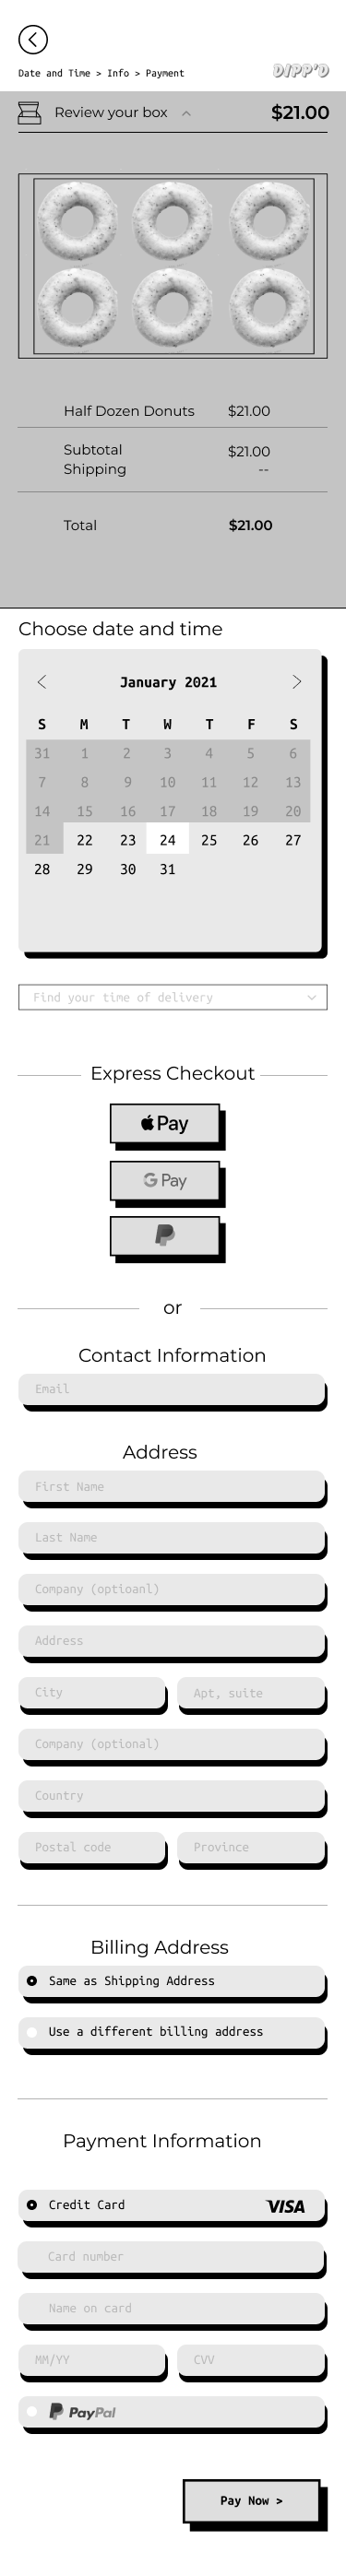 Date and Time > Info > Payment
DIPP'D
Review your box
$21.00
Half Dozen Donuts $21.00
Subtotal $21.00
Shipping --
Total $21.00
Choose date and time
January 2021
S M T W T F S
31 1 2 3 4 5 6
7 8 9 10 11 12 13
14 15 16 17 18 19 20
21 22 23 24 25 26 27
28 29 30 31
Find your time of delivery
Express Checkout
Pay
G Pay
or
Contact Information
Email
Address
First Name
Last Name
Company (optioanl)
Address
City Apt, suite
Company (optional)
Country
Postal code Province
Billing Address
Same as Shipping Address
Use a different billing address
Payment Information
Credit Card VISA
Card number
Name on card
MM/YY CVV
PayPal
Pay Now >